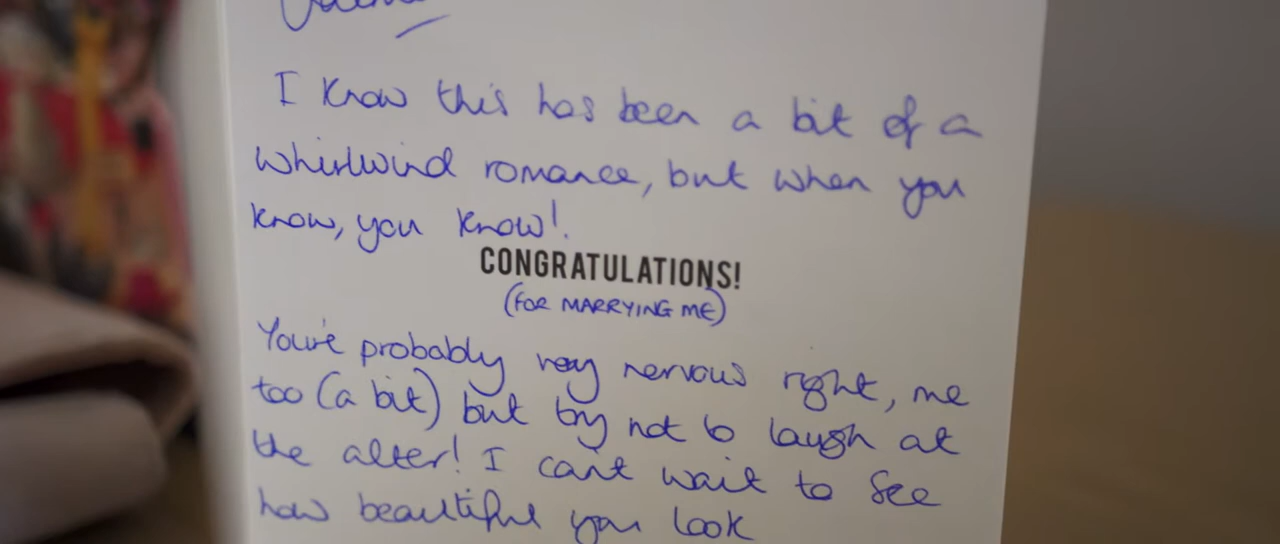 I know this has been a bit of a
whirlwind romance, but when you
know, you know!
CONGRATULATIONS!
(FOR MARRYING ME)
You're probably very nervous right, me
too (a bit) but try not to laugh at
the alter! I can't wait to see
how beautiful you look